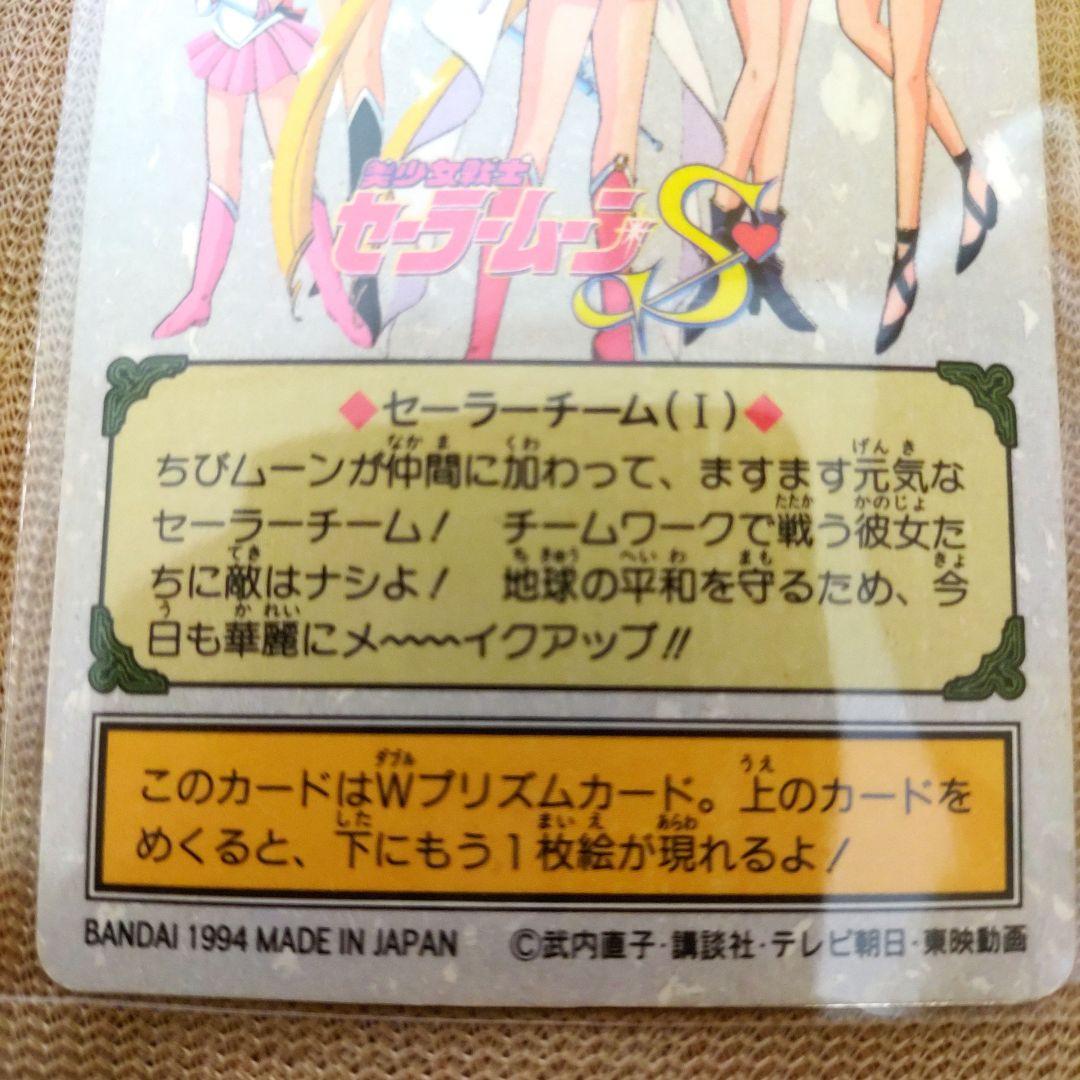 美少女戦士
セーラームーンS
◆セーラーチーム(I)◆
ちびムーンが仲間に加わって、ますます元気な
セーラーチーム! チームワークで戦う彼女た
ちに敵はナシよ! 地球の平和を守るため、今
日も華麗にメ〜〜〜イクアップ!!
このカードはWプリズムカード。上のカードを
めくると、下にもう1枚絵が現れるよ!
BANDAI 1994 MADE IN JAPAN ©武内直子・講談社・テレビ朝日・東映動画